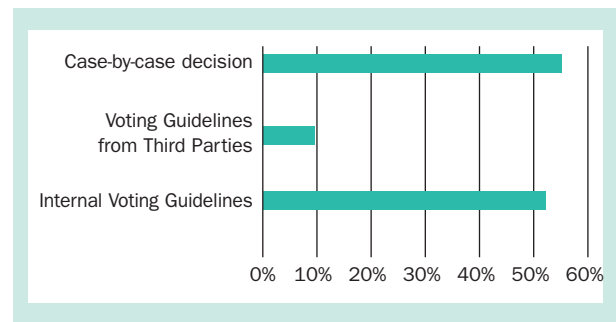 Case-by-case decision
Voting Guidelines
from Third Parties
Internal Voting Guidelines
0% 10% 20% 30% 40% 50% 60%